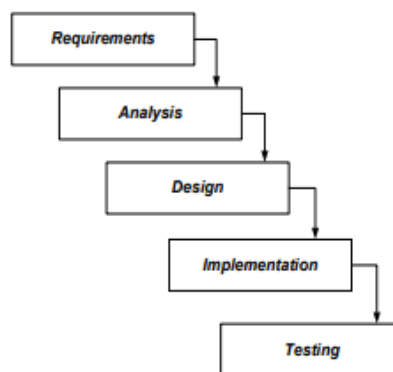 Requirements
Analysis
Design
Implementation
Testing